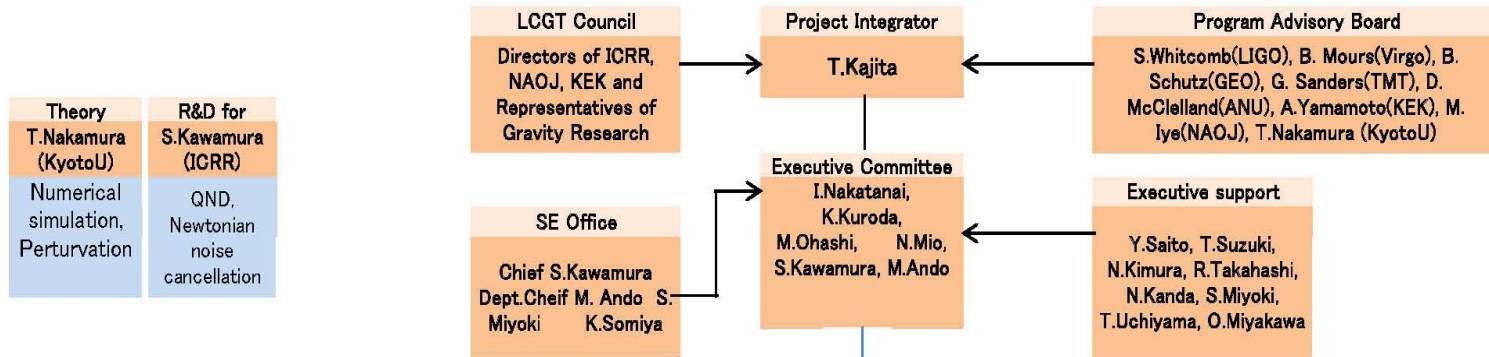 LCGT Council
Directors of ICRR,
NAOJ, KEK and
Representatives of
Gravity Research
Project Integrator
T.Kajita
Program Advisory Board
S.Whitcomb(LIGO), B. Mours(Virgo), B.
Schutz(GEO), G. Sanders(TMT), D.
McClelland(ANU), A.Yamamoto(KEK), M.
Iye(NAOJ), T.Nakamura (KyotoU)
Theory
T.Nakamura
(KyotoU)
Numerical
simulation,
Perturvation
R&D for
S.Kawamura
(ICRR)
QND,
Newtonian
noise
cancellation
SE Office
Chief S.Kawamura
Dept.Cheif M. Ando S.
Miyoki K.Somiya
Executive Committee
I.Nakatanai,
K.Kuroda,
M.Ohashi, N.Mio,
S.Kawamura, M.Ando
Executive support
Y.Saito, T.Suzuki,
N.Kimura, R.Takahashi,
N.Kanda, S.Miyoki,
T.Uchiyama, O.Miyakawa